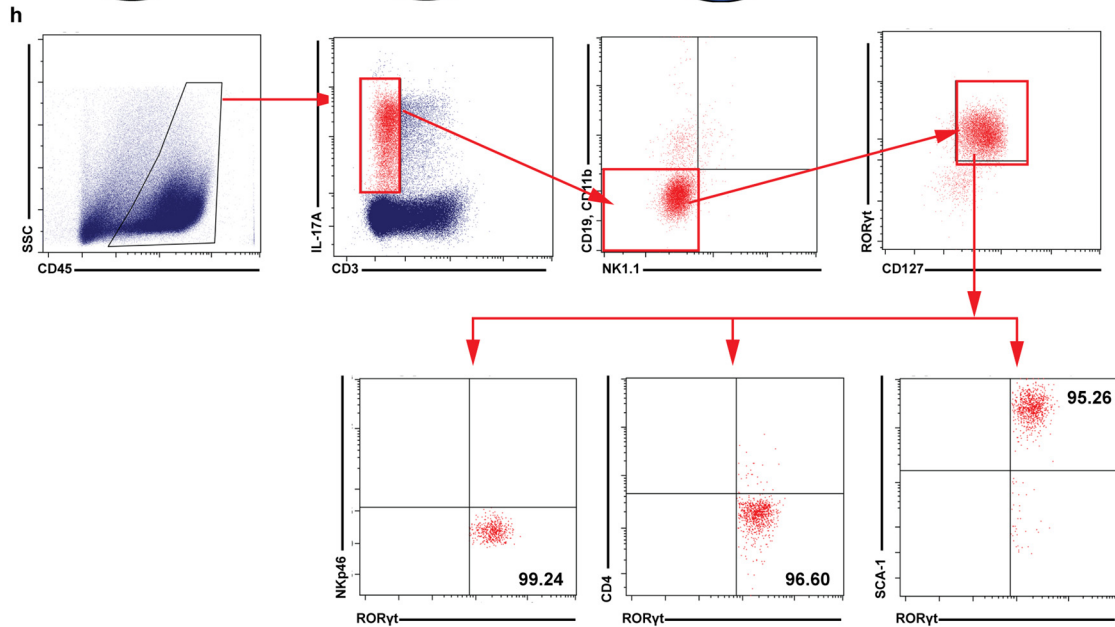 h
SSC
CD45
IL-17A
CD3
CD19, CD11b
NK1.1
RORγt
CD127
NKp46
99.24
RORγt
CD4
96.60
RORγt
SCA-1
95.26
RORγt